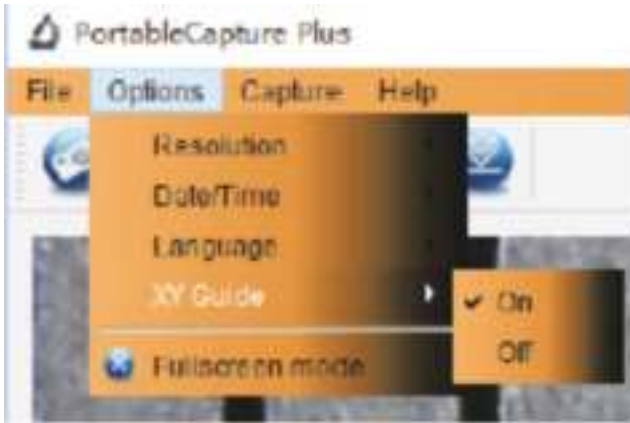 PortableCapture Plus
File Options Capture Help
Resolution
Date/Time
Language
XY Guide
On
Off
Fullscreen mode